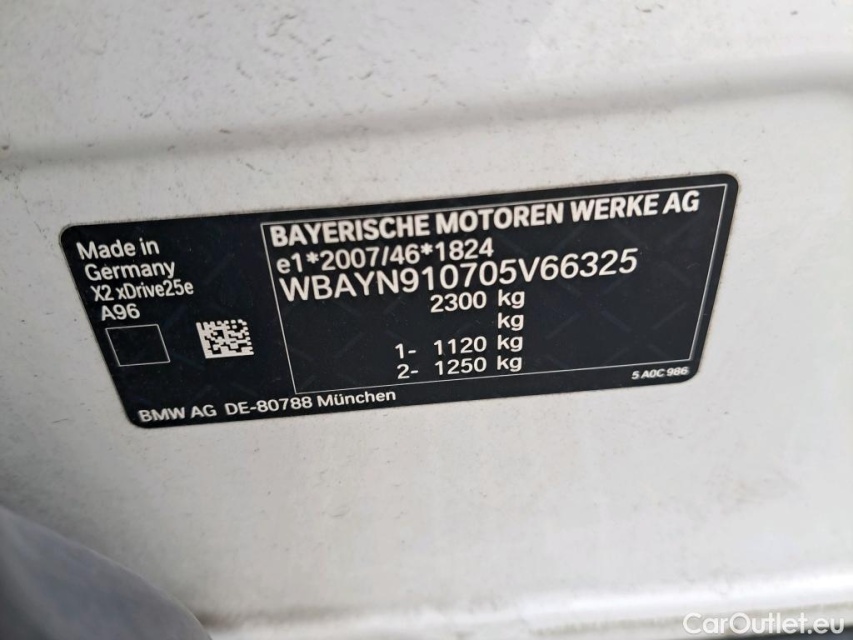 Made in
Germany
X2 xDrive25e
A96
BAYERISCHE MOTOREN WERKE AG
e1*2007/46*1824
WBAYN910705V66325
2300 kg
kg
1- 1120 kg
2- 1250 kg
5 A0C 986
BMW AG DE-80788 München
CarOutlet.eu